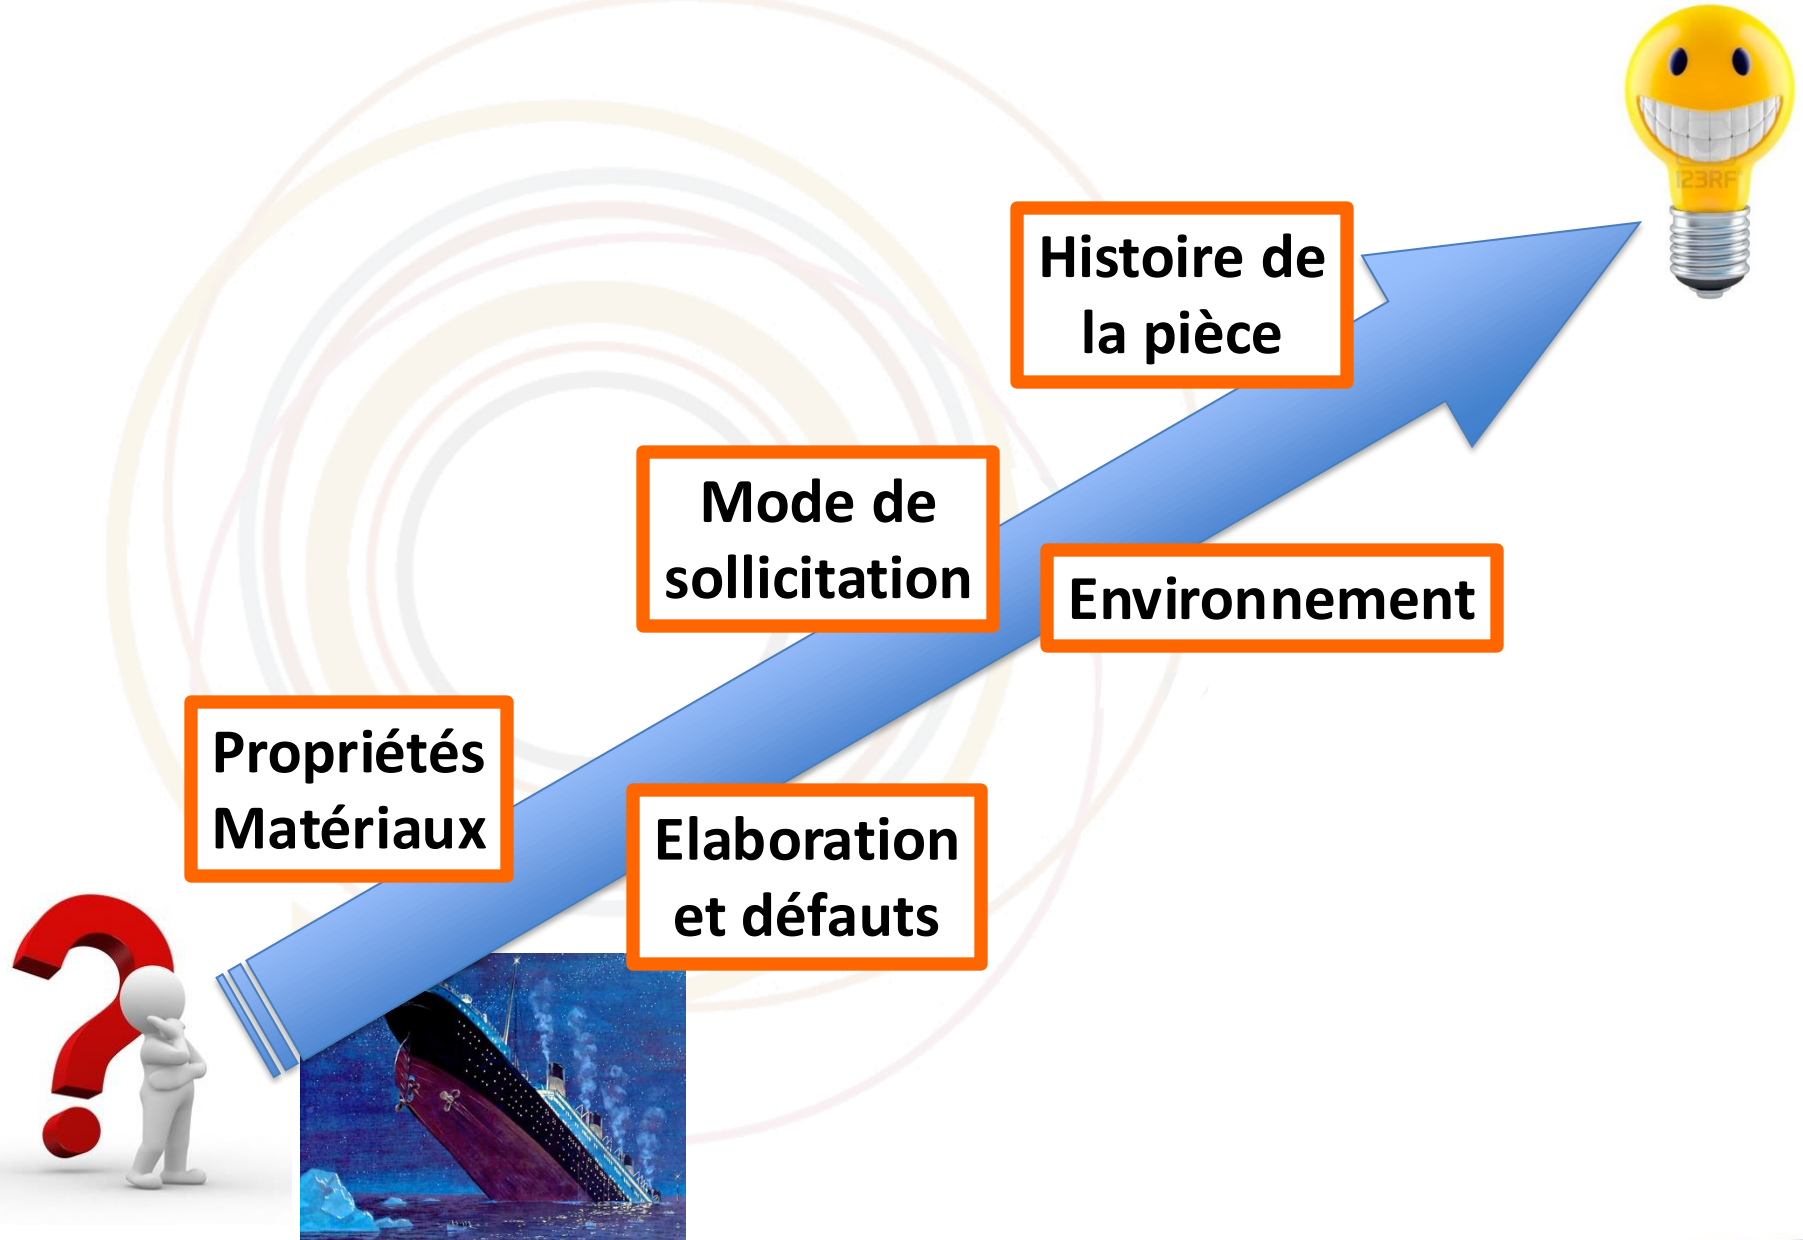 123RF
Histoire de
la pièce
Mode de
sollicitation
Environnement
Propriétés
Matériaux
Elaboration
et défauts